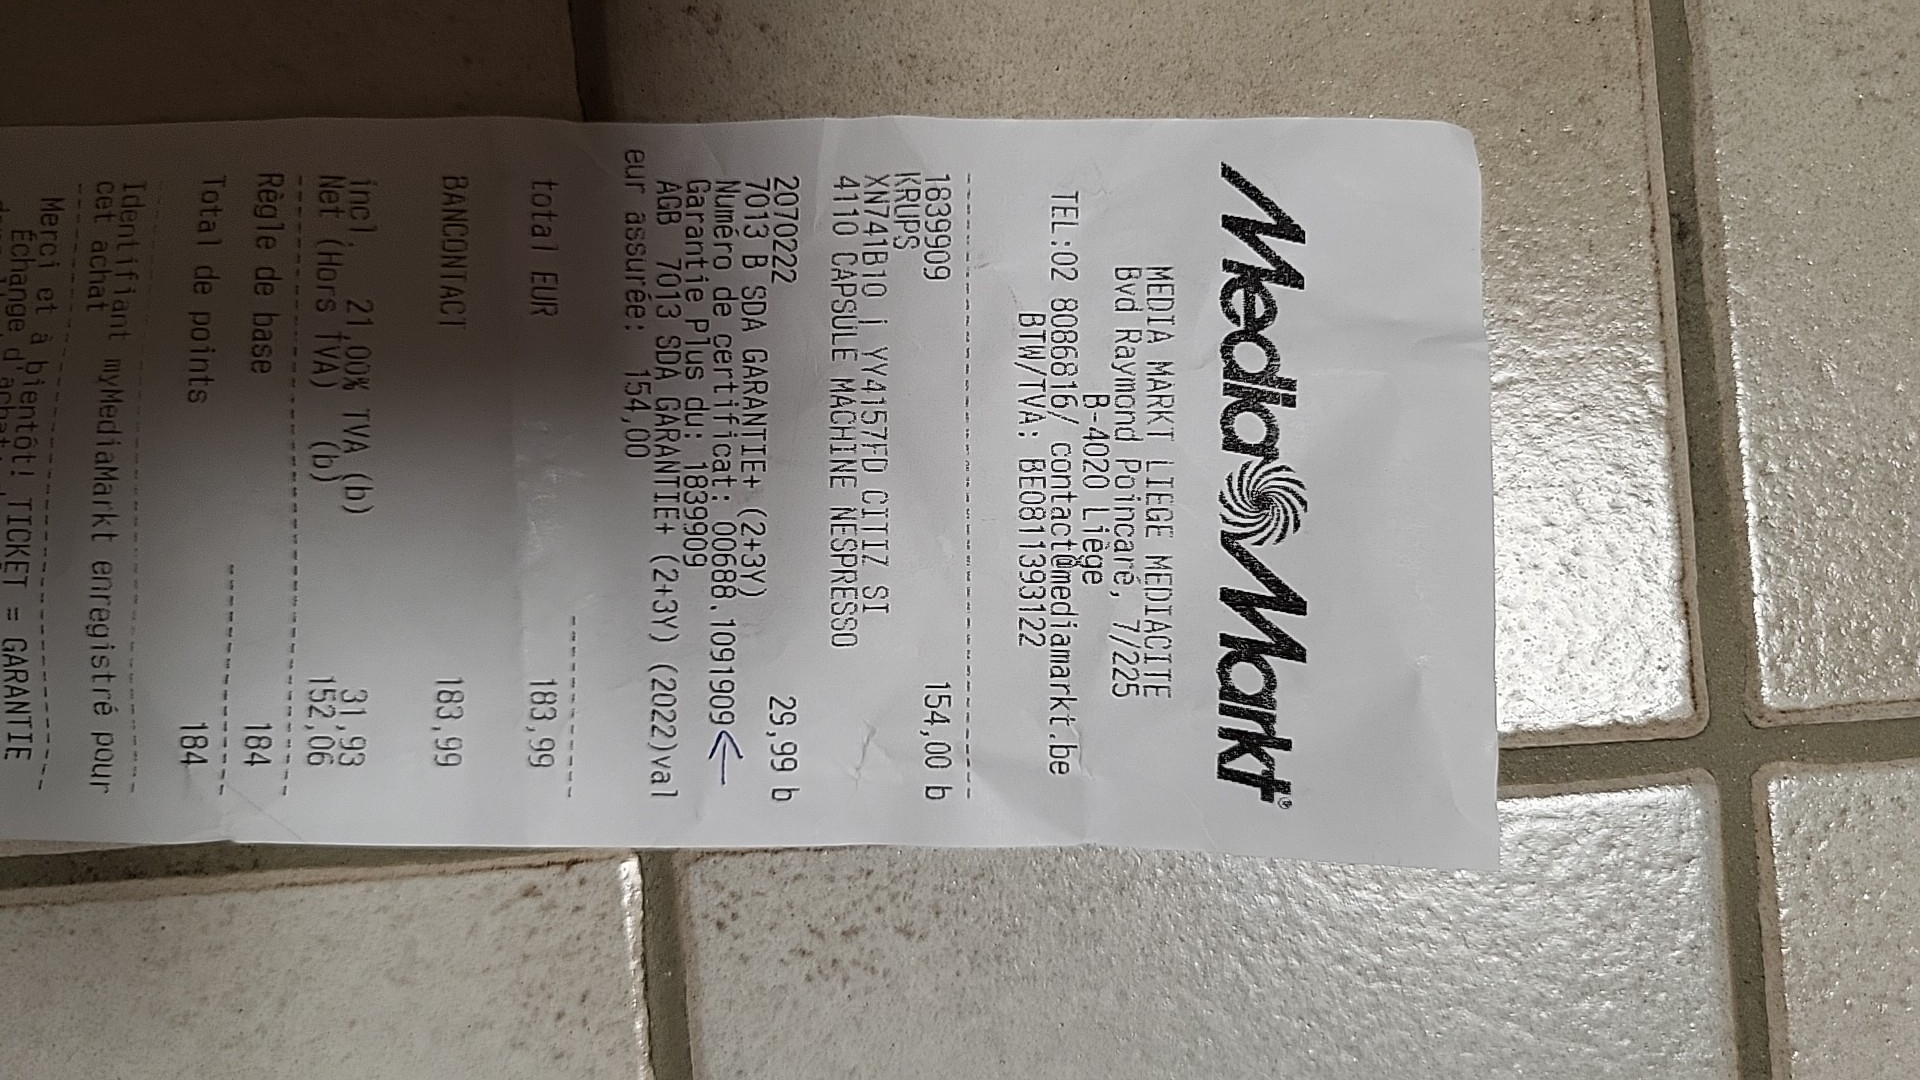 MediaMarkt®
MEDIA MARKT LIEGE MEDIACITE
Bvd Raymond Poincaré, 7/225
B-4020 Liège
TEL:02 8086816/ contact@mediamarkt.be
BTW/TVA: BE0811393122
1839909 154,00 b
KRUPS
XN741B10 | YY4157FD CITIZ SI
4110 CAPSULE MACHINE NESPRESSO
2070222 29,99 b
7013 B SDA GARANTIE+ (2+3Y)
Numéro de certificat: 00688.1091909
Garantie Plus du: 1839909
AGB 7013 SDA GARANTIE+ (2+3Y) (2022)val
eur assurée: 154,00
total EUR 183,99
BANCONTACT 183,99
incl. 21,00% TVA (b) 31,93
Net (Hors TVA) (b) 152,06
Règle de base 184
Total de points 184
Identifiant myMediaMarkt enregistré pour
cet achat
Merci et à bientôt! TICKET = GARANTIE